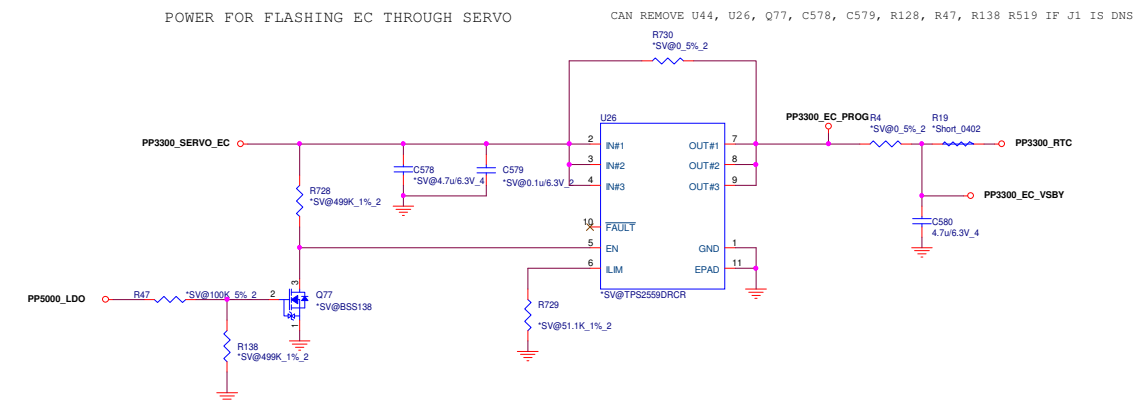 POWER FOR FLASHING EC THROUGH SERVO
CAN REMOVE U44, U26, Q77, C578, C579, R128, R47, R138 R519 IF J1 IS DNS
R730
*SV@0_5%_2
U26
PP3300_SERVO_EC
2 IN#1 OUT#1 7
3 IN#2 OUT#2 8
4 IN#3 OUT#3 9
10 FAULT
5 EN GND 1
6 ILIM EPAD 11
*SV@TPS2559DRCR
C578
*SV@4.7u/6.3V_4
C579
*SV@0.1u/6.3V_2
R728
*SV@499K_1%_2
PP3300_EC_PROG
R4
*SV@0_5%_2
R19
*Short_0402
PP3300_RTC
PP3300_EC_VSBY
C580
4.7u/6.3V_4
PP5000_LDO
R47 *SV@100K_5%_2
2
3
1
Q77
*SV@BSS138
R729
*SV@51.1K_1%_2
R138
*SV@499K_1%_2